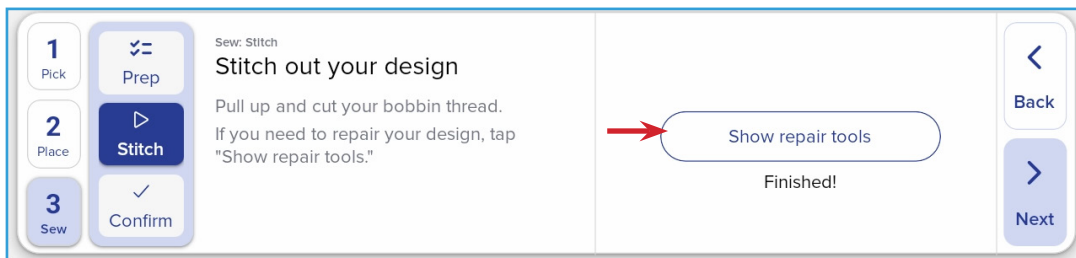 1
Pick
2
Place
3
Sew
Prep
Stitch
Confirm
Sew: Stitch
Stitch out your design
Pull up and cut your bobbin thread.
If you need to repair your design, tap
"Show repair tools."
Show repair tools
Finished!
Back
Next